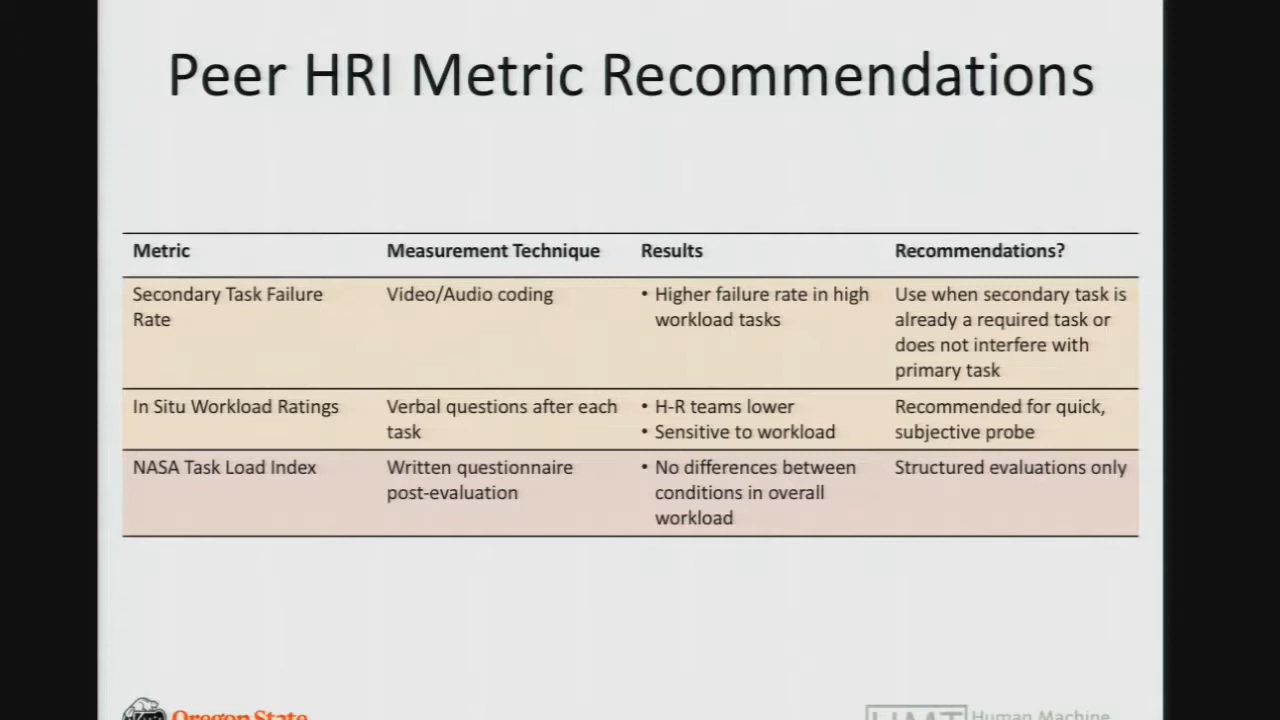 Peer HRI Metric Recommendations
Metric Measurement Technique Results Recommendations?
Secondary Task Failure Rate
Video/Audio coding
• Higher failure rate in high workload tasks
Use when secondary task is already a required task or does not interfere with primary task
In Situ Workload Ratings
Verbal questions after each task
• H-R teams lower
• Sensitive to workload
Recommended for quick, subjective probe
NASA Task Load Index
Written questionnaire post-evaluation
• No differences between conditions in overall workload
Structured evaluations only
Oregon State
HMT Human Machine